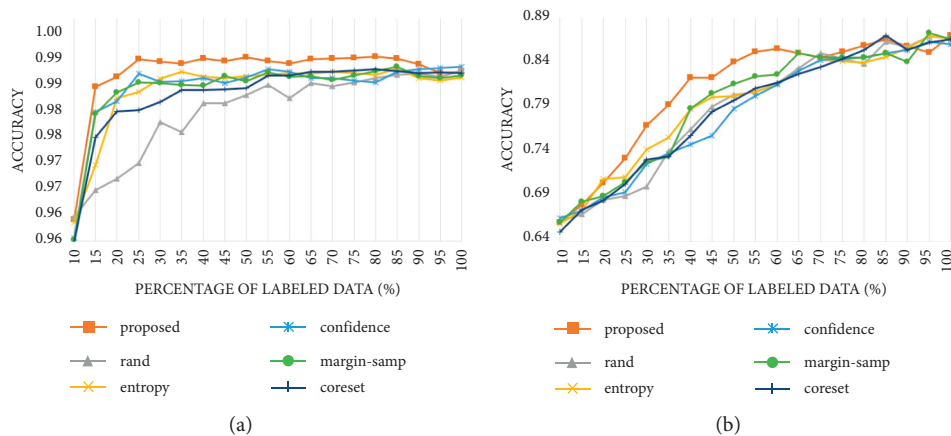 1.00
0.99
0.99
0.98
0.98
0.97
0.97
0.96
0.96
ACCURACY
10 15 20 25 30 35 40 45 50 55 60 65 70 75 80 85 90 95 100
PERCENTAGE OF LABELED DATA (%)
proposed confidence
rand margin-samp
entropy coreset
(a)
0.89
0.84
0.79
0.74
0.69
0.64
ACCURACY
10 15 20 25 30 35 40 45 50 55 60 65 70 75 80 85 90 95 100
PERCENTAGE OF LABELED DATA (%)
proposed confidence
rand margin-samp
entropy coreset
(b)